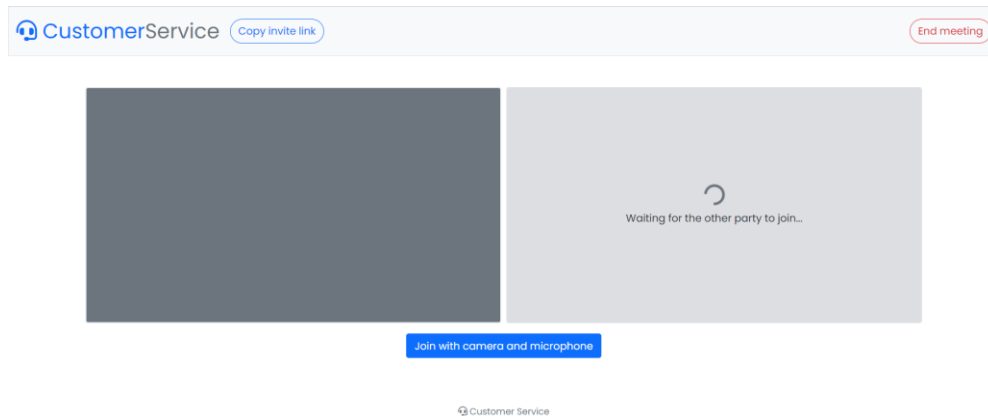 CustomerService Copy invite link End meeting
Waiting for the other party to join...
Join with camera and microphone
Customer Service